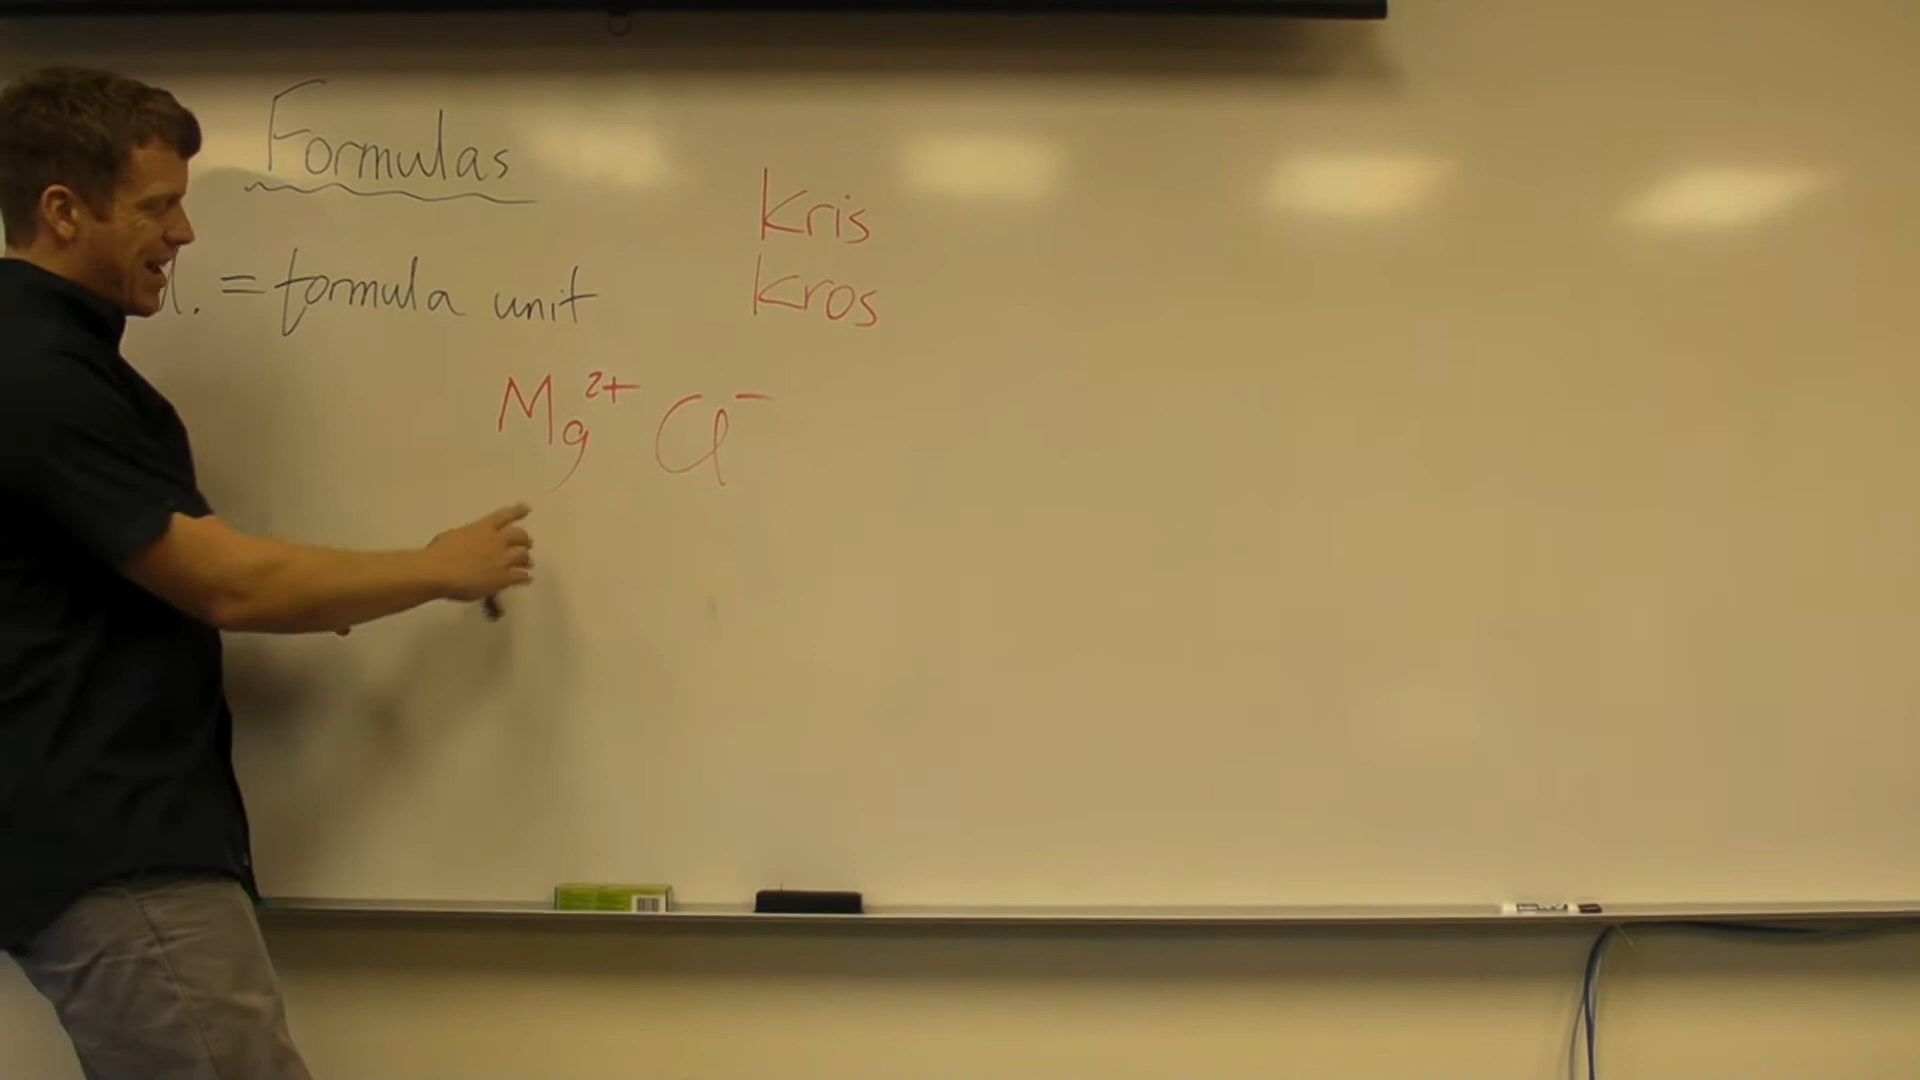 Formulas
. = formula unit
Kris
Kros
Mg²⁺ Cl⁻